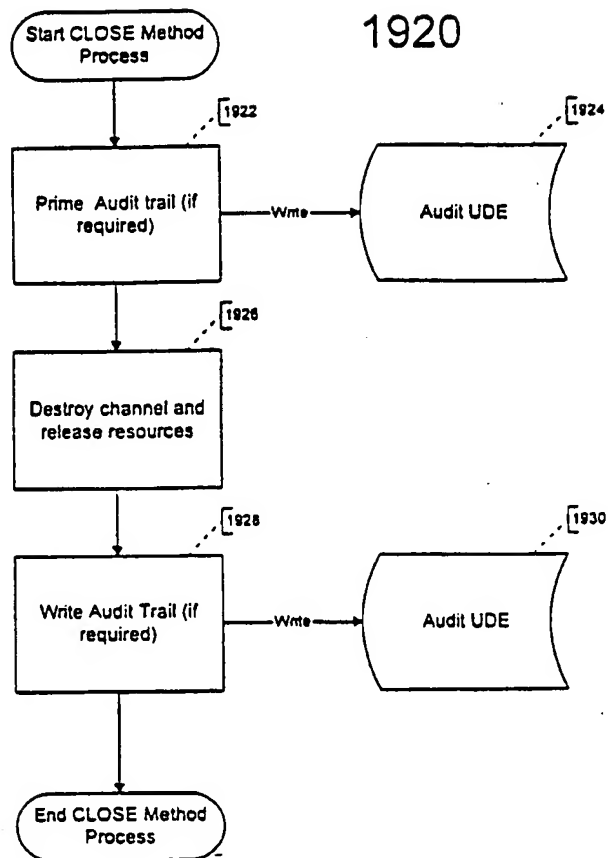 1920
Start CLOSE Method
Process
1922
1924
Prime Audit trail (if
required)
Write
Audit UDE
1926
Destroy channel and
release resources
1928
1930
Write Audit Trail (if
required)
Write
Audit UDE
End CLOSE Method
Process